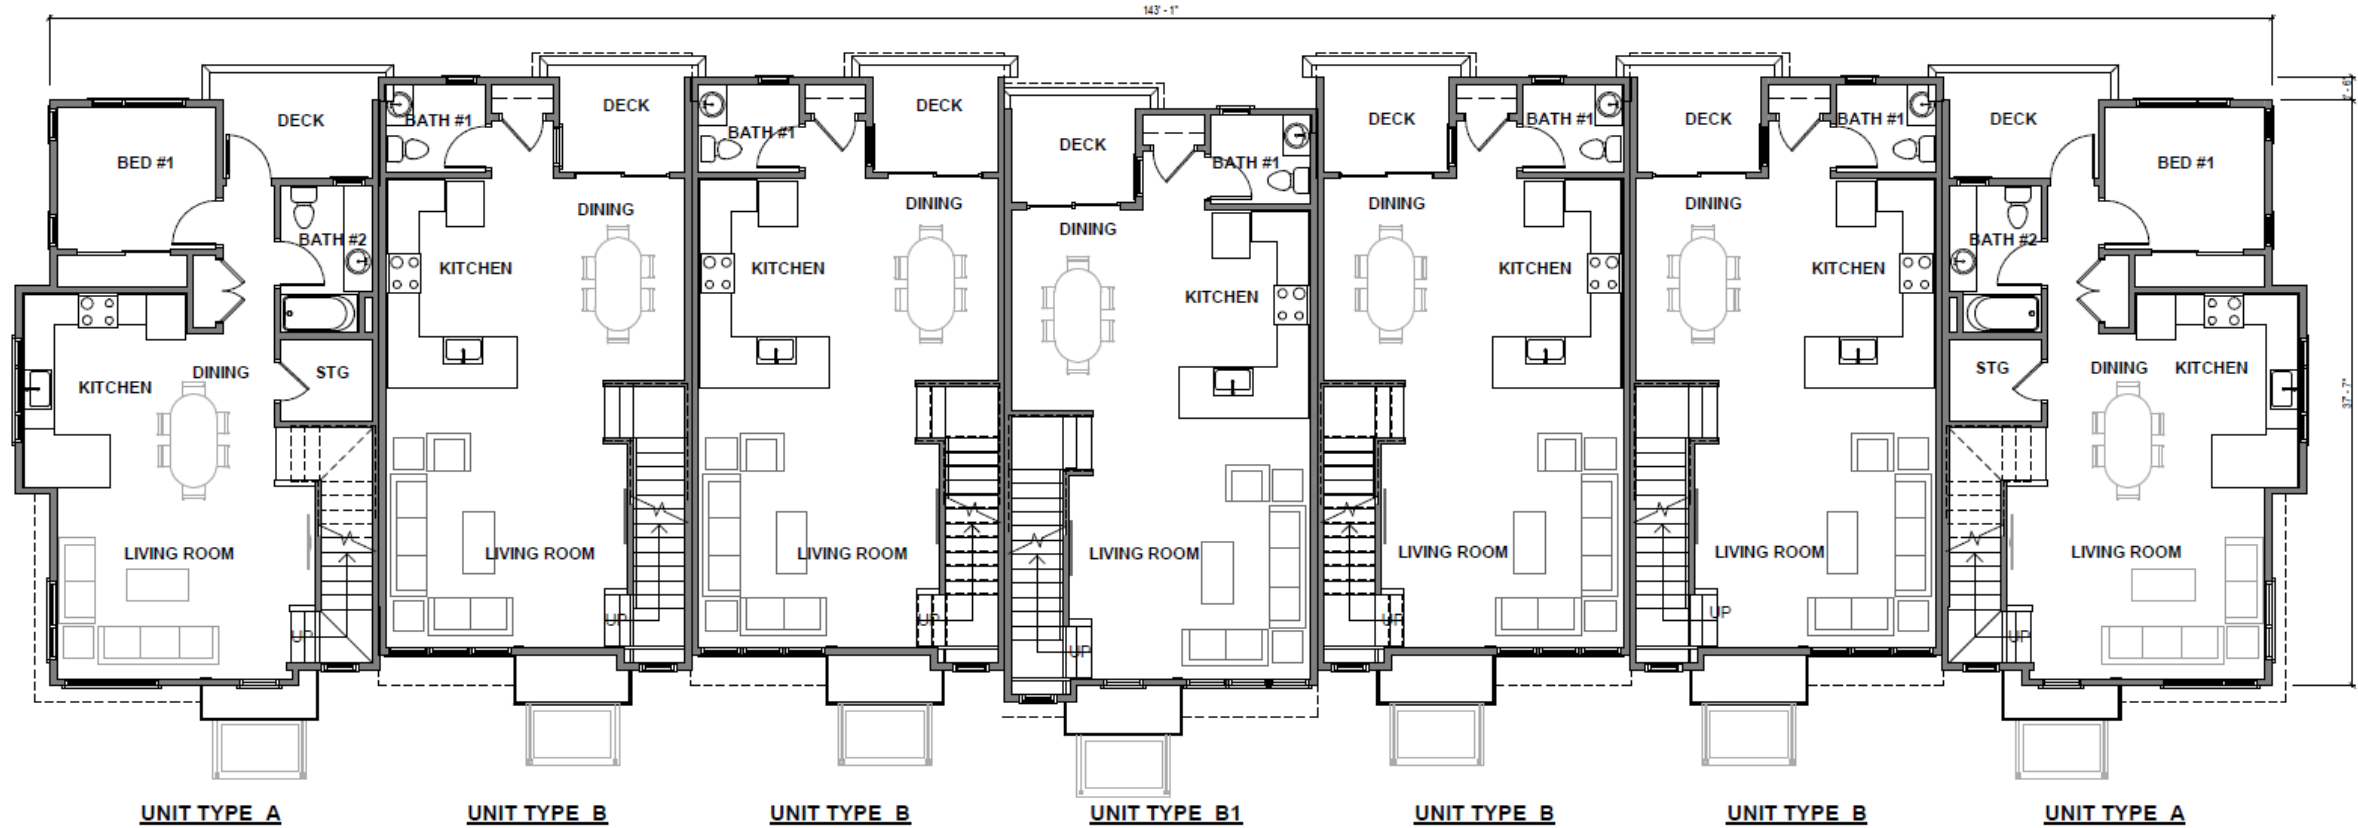 143' - 1"
DECK
BED #1
BATH #2
KITCHEN
DINING
STG
LIVING ROOM
UP
UNIT TYPE A
BATH #1
DECK
DINING
KITCHEN
LIVING ROOM
UP
UNIT TYPE B
BATH #1
DECK
DINING
KITCHEN
LIVING ROOM
UP
UNIT TYPE B
DECK
BATH #1
DINING
KITCHEN
LIVING ROOM
UP
UNIT TYPE B1
DECK
BATH #1
DINING
KITCHEN
LIVING ROOM
UP
UNIT TYPE B
DECK
BATH #1
DINING
KITCHEN
LIVING ROOM
UP
UNIT TYPE B
DECK
BED #1
BATH #2
STG
DINING
KITCHEN
LIVING ROOM
UP
UNIT TYPE A
37' - 7"